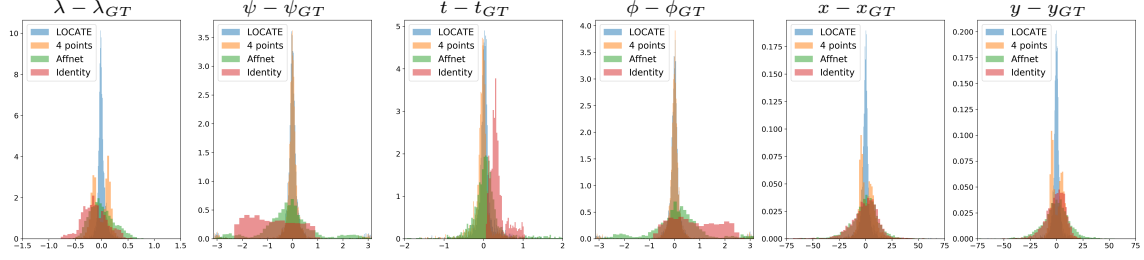 λ − λ_GT
10
8
6
4
2
0
−1.5 −1.0 −0.5 0.0 0.5 1.0 1.5
LOCATE
4 points
Affnet
Identity
ψ − ψ_GT
3.5
3.0
2.5
2.0
1.5
1.0
0.5
0.0
−3 −2 −1 0 1 2 3
LOCATE
4 points
Affnet
Identity
t − t_GT
5
4
3
2
1
0
−2 −1 0 1 2
LOCATE
4 points
Affnet
Identity
ϕ − ϕ_GT
4.0
3.5
3.0
2.5
2.0
1.5
1.0
0.5
0.0
−3 −2 −1 0 1 2 3
LOCATE
4 points
Affnet
Identity
x − x_GT
0.175
0.150
0.125
0.100
0.075
0.050
0.025
0.000
−75 −50 −25 0 25 50 75
LOCATE
4 points
Affnet
Identity
y − y_GT
0.200
0.175
0.150
0.125
0.100
0.075
0.050
0.025
0.000
−75 −50 −25 0 25 50 75
LOCATE
4 points
Affnet
Identity